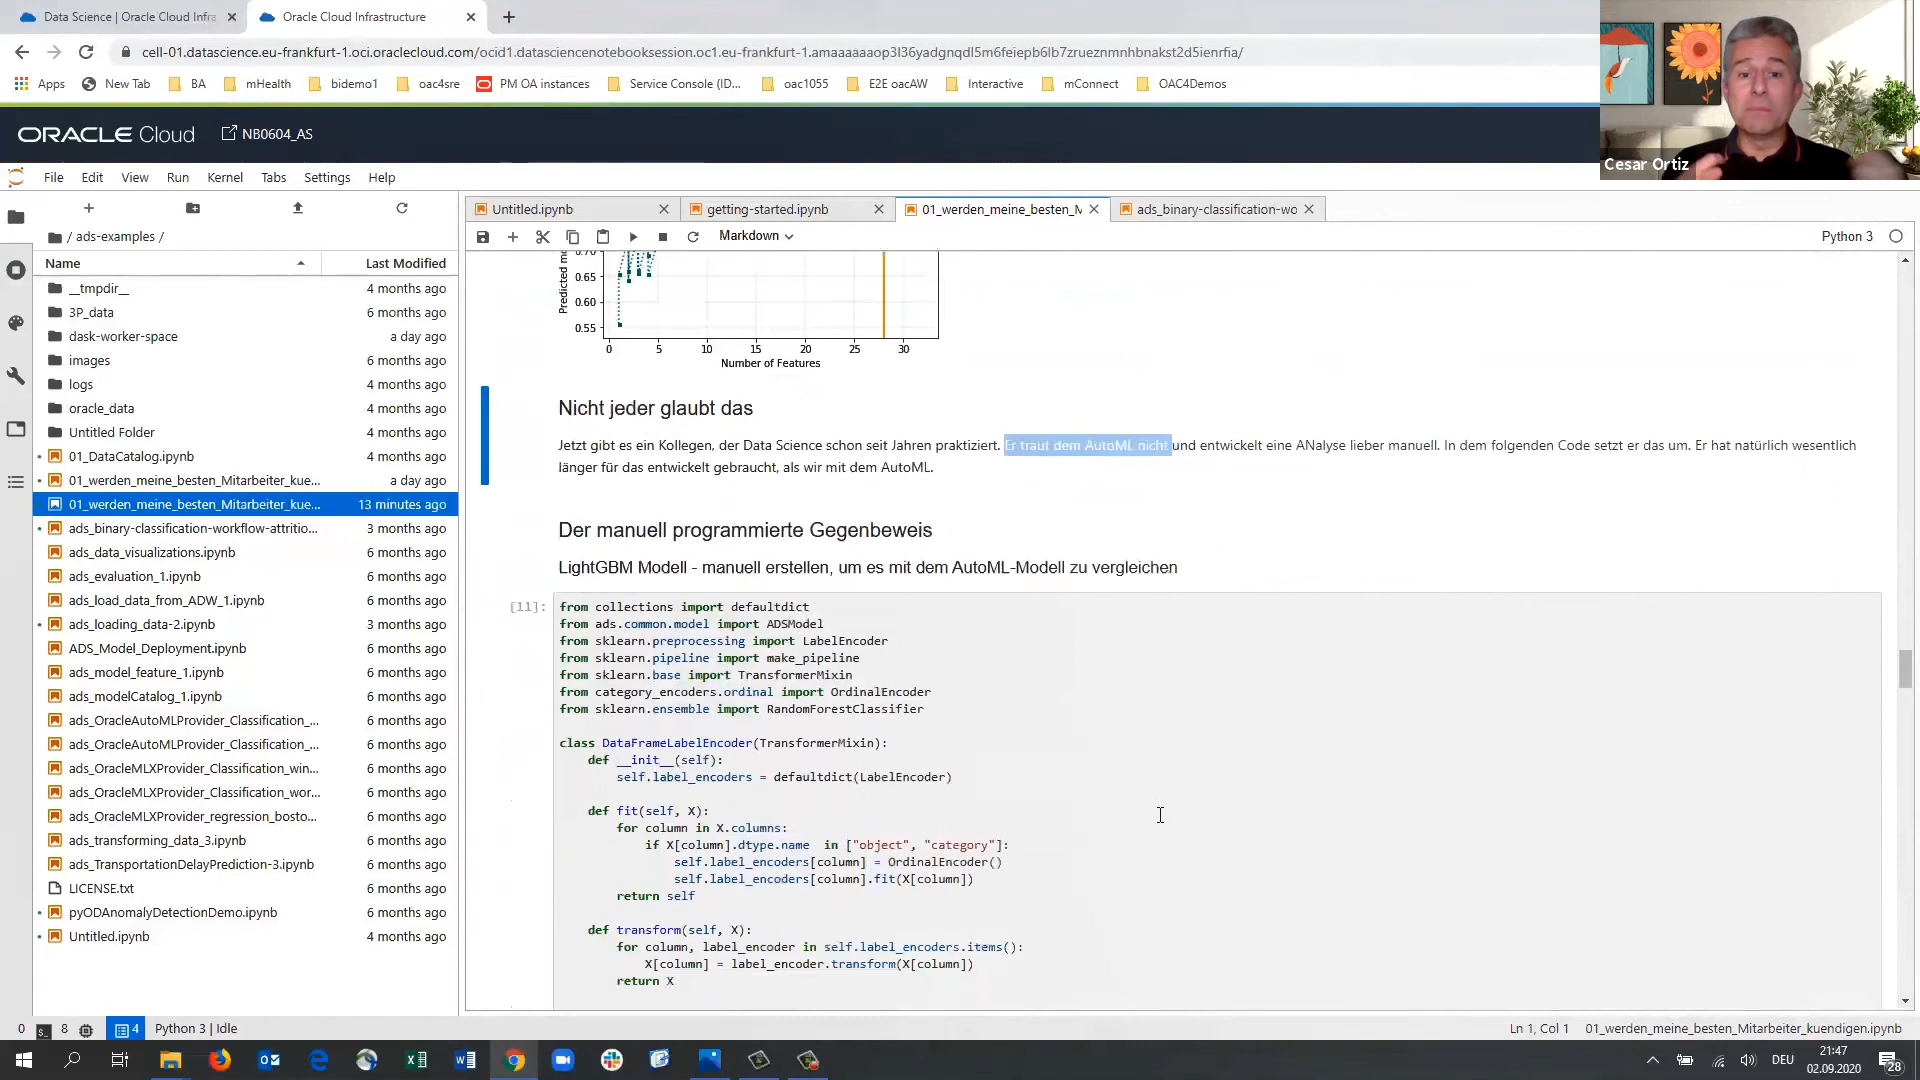 Data Science | Oracle Cloud Infra
Oracle Cloud Infrastructure
cell-01.datascience.eu-frankfurt-1.oci.oraclecloud.com/ocid1.datasciencenotebooksession.oc1.eu-frankfurt-1.amaaaaaaop3l36yadgnqdl5m6feiepb6lb7zrueznmnhbnakst2d5ienrfia/
Apps New Tab BA mHealth bidemo1 oac4sre PM OA instances Service Console (ID... oac1055 E2E oacAW Interactive mConnect OAC4Demos
Cesar Ortiz
ORACLE Cloud NB0604_AS
File Edit View Run Kernel Tabs Settings Help
Untitled.ipynb getting-started.ipynb 01_werden_meine_besten_M ads_binary-classification-wo
Markdown Python 3
/ ads-examples /
Name Last Modified
__tmpdir__ 4 months ago
3P_data 6 months ago
dask-worker-space a day ago
images 6 months ago
logs 4 months ago
oracle_data 4 months ago
Untitled Folder 4 months ago
01_DataCatalog.ipynb 4 months ago
01_werden_meine_besten_Mitarbeiter_kue... a day ago
01_werden_meine_besten_Mitarbeiter_kue... 13 minutes ago
ads_binary-classification-workflow-attritio... 3 months ago
ads_data_visualizations.ipynb 6 months ago
ads_evaluation_1.ipynb 6 months ago
ads_load_data_from_ADW_1.ipynb 6 months ago
ads_loading_data-2.ipynb 3 months ago
ADS_Model_Deployment.ipynb 6 months ago
ads_model_feature_1.ipynb 6 months ago
ads_modelCatalog_1.ipynb 6 months ago
ads_OracleAutoMLProvider_Classification_... 6 months ago
ads_OracleAutoMLProvider_Classification_... 6 months ago
ads_OracleMLXProvider_Classification_win... 6 months ago
ads_OracleMLXProvider_Classification_wor... 6 months ago
ads_OracleMLXProvider_regression_bosto... 6 months ago
ads_transforming_data_3.ipynb 6 months ago
ads_TransportationDelayPrediction-3.ipynb 6 months ago
LICENSE.txt 6 months ago
pyODAnomalyDetectionDemo.ipynb 6 months ago
Untitled.ipynb 4 months ago
Predicted
0.70
0.65
0.60
0.55
0 5 10 15 20 25 30
Number of Features
Nicht jeder glaubt das
Jetzt gibt es ein Kollegen, der Data Science schon seit Jahren praktiziert. Er traut dem AutoML nicht und entwickelt eine ANalyse lieber manuell. In dem folgenden Code setzt er das um. Er hat natürlich wesentlich
länger für das entwickelt gebraucht, als wir mit dem AutoML.
Der manuell programmierte Gegenbeweis
LightGBM Modell - manuell erstellen, um es mit dem AutoML-Modell zu vergleichen
[11]:
from collections import defaultdict
from ads.common.model import ADSModel
from sklearn.preprocessing import LabelEncoder
from sklearn.pipeline import make_pipeline
from sklearn.base import TransformerMixin
from category_encoders.ordinal import OrdinalEncoder
from sklearn.ensemble import RandomForestClassifier
class DataFrameLabelEncoder(TransformerMixin):
def __init__(self):
self.label_encoders = defaultdict(LabelEncoder)
def fit(self, X):
for column in X.columns:
if X[column].dtype.name in ["object", "category"]:
self.label_encoders[column] = OrdinalEncoder()
self.label_encoders[column].fit(X[column])
return self
def transform(self, X):
for column, label_encoder in self.label_encoders.items():
X[column] = label_encoder.transform(X[column])
return X
0 8 4 Python 3 | Idle Ln 1, Col 1 01_werden_meine_besten_Mitarbeiter_kuendigen.ipynb
DEU 21:47
02.09.2020
28